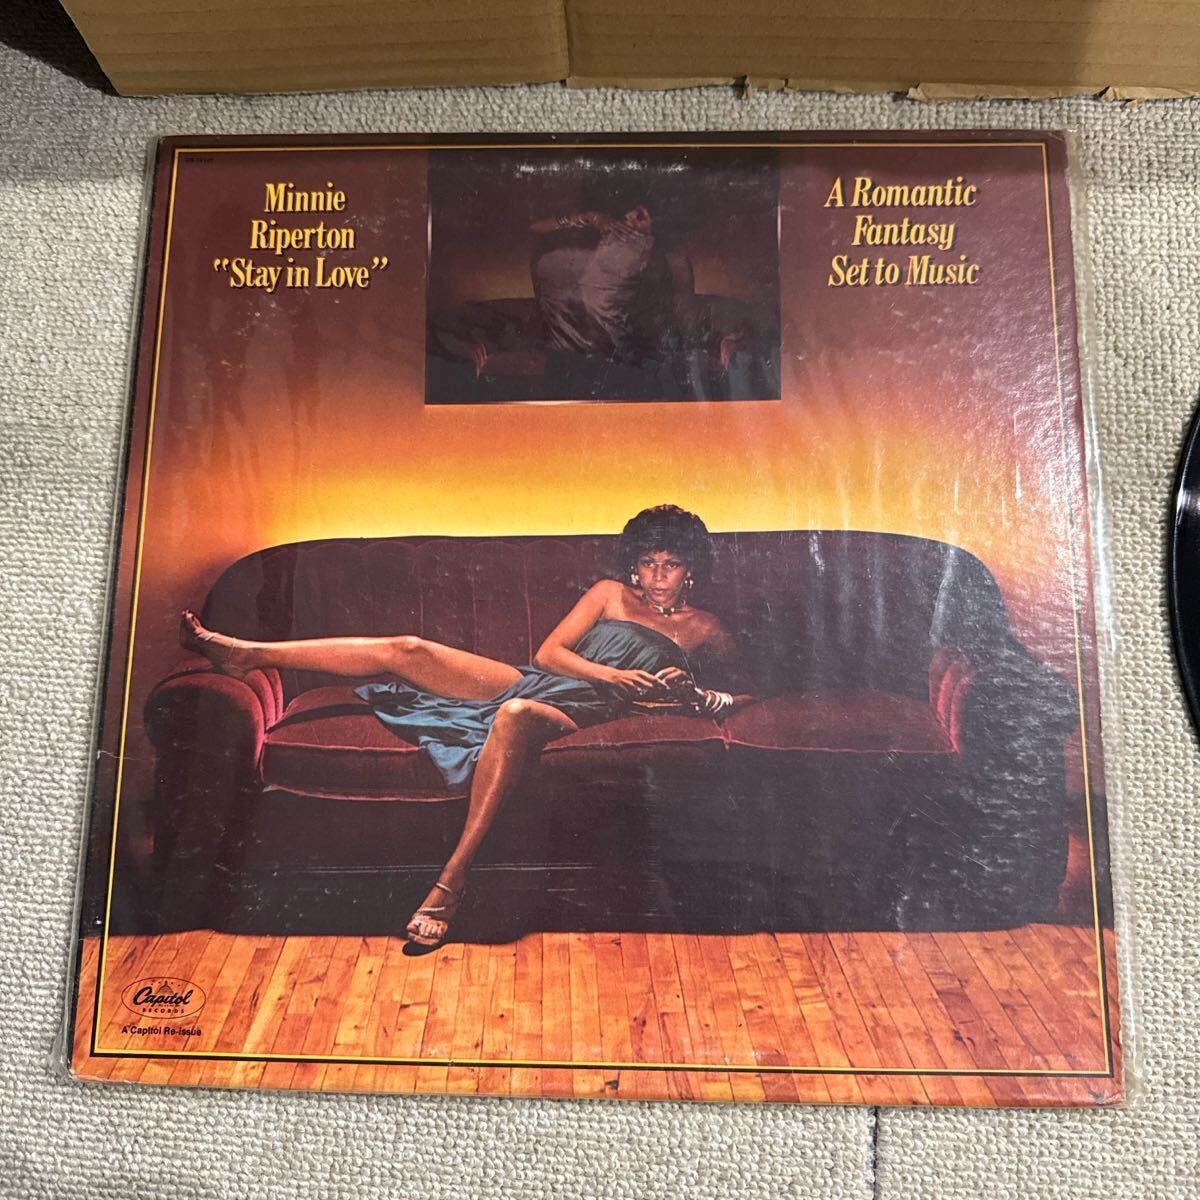 Minnie
Riperton
“Stay in Love”
A Romantic
Fantasy
Set to Music
Capitol
RECORDS
A Capitol Re-issue